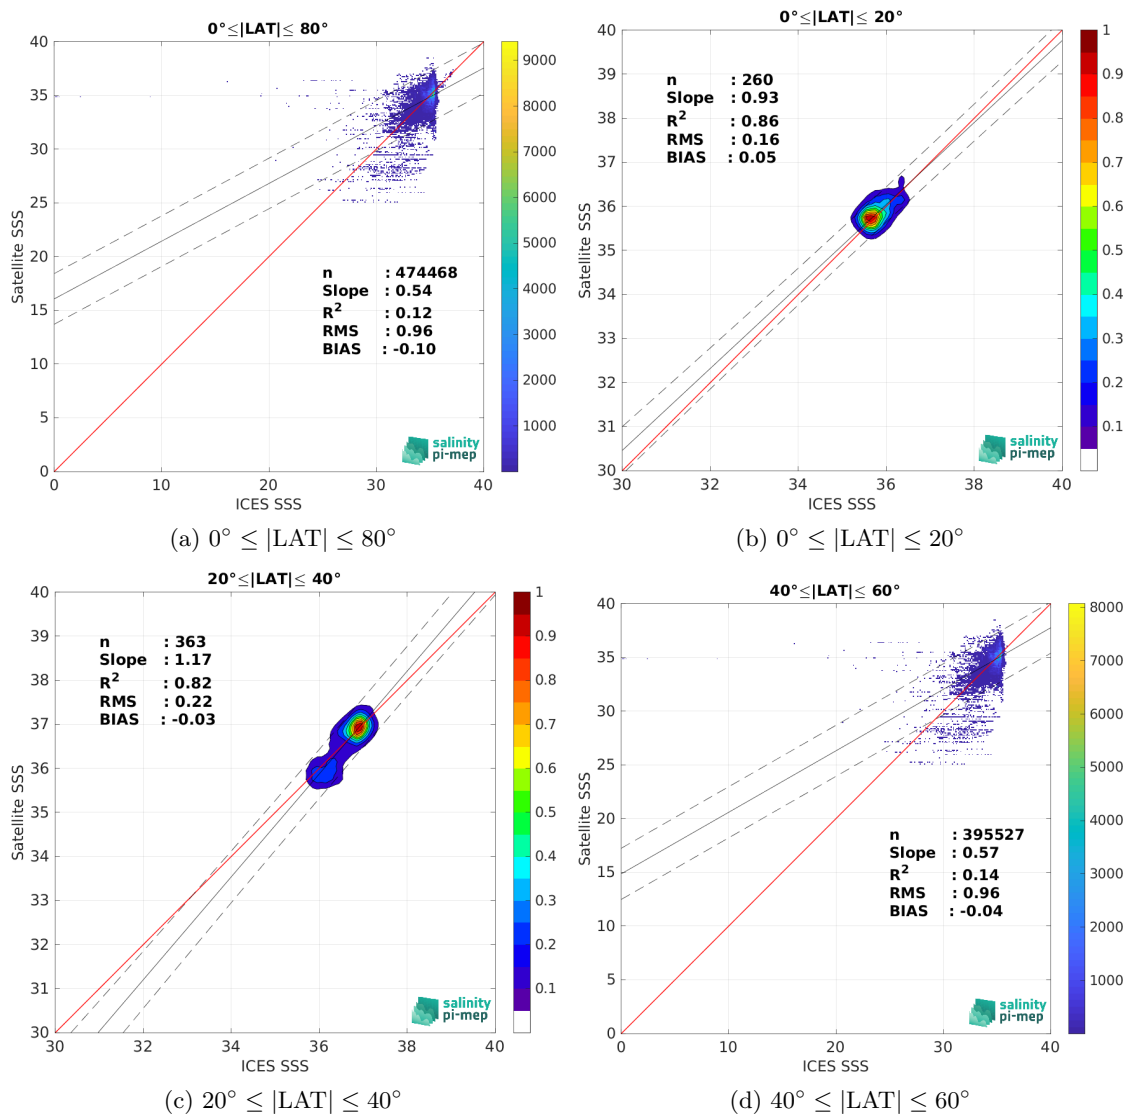 0°≤|LAT|≤ 80°
40
35
30
25
20
15
10
5
0
0
10
20
30
40
Satellite SSS
ICES SSS
n : 474468
Slope : 0.54
R² : 0.12
RMS : 0.96
BIAS : -0.10
salinity
pi-mep
9000
8000
7000
6000
5000
4000
3000
2000
1000
(a) 0° ≤ |LAT| ≤ 80°
0°≤|LAT|≤ 20°
40
39
38
37
36
35
34
33
32
31
30
30
32
34
36
38
40
Satellite SSS
ICES SSS
n : 260
Slope : 0.93
R² : 0.86
RMS : 0.16
BIAS : 0.05
salinity
pi-mep
1
0.9
0.8
0.7
0.6
0.5
0.4
0.3
0.2
0.1
(b) 0° ≤ |LAT| ≤ 20°
20°≤|LAT|≤ 40°
40
39
38
37
36
35
34
33
32
31
30
30
32
34
36
38
40
Satellite SSS
ICES SSS
n : 363
Slope : 1.17
R² : 0.82
RMS : 0.22
BIAS : -0.03
salinity
pi-mep
1
0.9
0.8
0.7
0.6
0.5
0.4
0.3
0.2
0.1
(c) 20° ≤ |LAT| ≤ 40°
40°≤|LAT|≤ 60°
40
35
30
25
20
15
10
5
0
0
10
20
30
40
Satellite SSS
ICES SSS
n : 395527
Slope : 0.57
R² : 0.14
RMS : 0.96
BIAS : -0.04
salinity
pi-mep
8000
7000
6000
5000
4000
3000
2000
1000
(d) 40° ≤ |LAT| ≤ 60°